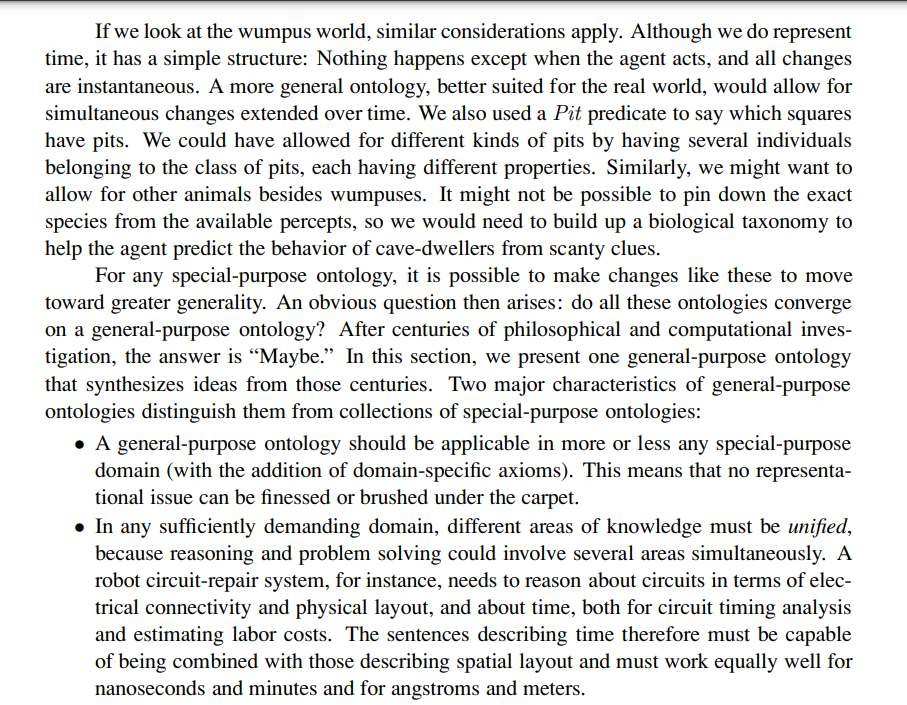 If we look at the wumpus world, similar considerations apply. Although we do represent
time, it has a simple structure: Nothing happens except when the agent acts, and all changes
are instantaneous. A more general ontology, better suited for the real world, would allow for
simultaneous changes extended over time. We also used a Pit predicate to say which squares
have pits. We could have allowed for different kinds of pits by having several individuals
belonging to the class of pits, each having different properties. Similarly, we might want to
allow for other animals besides wumpuses. It might not be possible to pin down the exact
species from the available percepts, so we would need to build up a biological taxonomy to
help the agent predict the behavior of cave-dwellers from scanty clues.
For any special-purpose ontology, it is possible to make changes like these to move
toward greater generality. An obvious question then arises: do all these ontologies converge
on a general-purpose ontology? After centuries of philosophical and computational inves-
tigation, the answer is “Maybe.” In this section, we present one general-purpose ontology
that synthesizes ideas from those centuries. Two major characteristics of general-purpose
ontologies distinguish them from collections of special-purpose ontologies:
• A general-purpose ontology should be applicable in more or less any special-purpose
domain (with the addition of domain-specific axioms). This means that no representa-
tional issue can be finessed or brushed under the carpet.
• In any sufficiently demanding domain, different areas of knowledge must be unified,
because reasoning and problem solving could involve several areas simultaneously. A
robot circuit-repair system, for instance, needs to reason about circuits in terms of elec-
trical connectivity and physical layout, and about time, both for circuit timing analysis
and estimating labor costs. The sentences describing time therefore must be capable
of being combined with those describing spatial layout and must work equally well for
nanoseconds and minutes and for angstroms and meters.